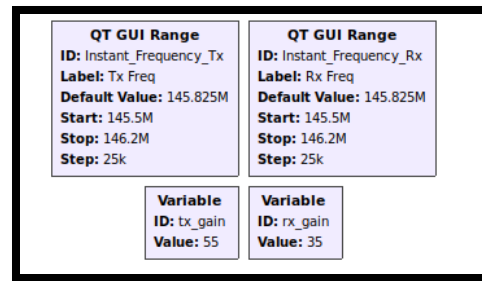 QT GUI Range
ID: Instant_Frequency_Tx
Label: Tx Freq
Default Value: 145.825M
Start: 145.5M
Stop: 146.2M
Step: 25k
QT GUI Range
ID: Instant_Frequency_Rx
Label: Rx Freq
Default Value: 145.825M
Start: 145.5M
Stop: 146.2M
Step: 25k
Variable
ID: tx_gain
Value: 55
Variable
ID: rx_gain
Value: 35